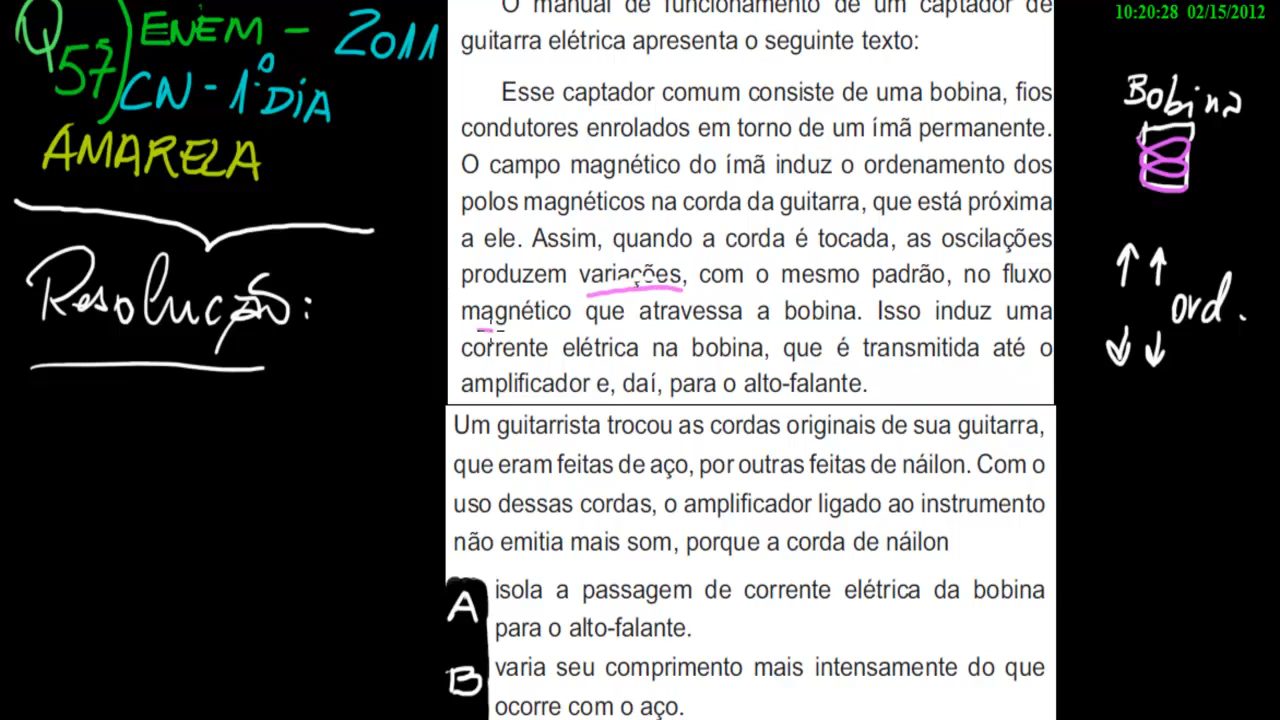 Q57) ENEM - 2011
CN - 1º DIA
AMARELA
Resolução:
O manual de funcionamento de um captador de
guitarra elétrica apresenta o seguinte texto:
Esse captador comum consiste de uma bobina, fios
condutores enrolados em torno de um ímã permanente.
O campo magnético do ímã induz o ordenamento dos
polos magnéticos na corda da guitarra, que está próxima
a ele. Assim, quando a corda é tocada, as oscilações
produzem variações, com o mesmo padrão, no fluxo
magnético que atravessa a bobina. Isso induz uma
corrente elétrica na bobina, que é transmitida até o
amplificador e, daí, para o alto-falante.
Um guitarrista trocou as cordas originais de sua guitarra,
que eram feitas de aço, por outras feitas de náilon. Com o
uso dessas cordas, o amplificador ligado ao instrumento
não emitia mais som, porque a corda de náilon
A isola a passagem de corrente elétrica da bobina
para o alto-falante.
B varia seu comprimento mais intensamente do que
ocorre com o aço.
10:20:28 02/15/2012
Bobina
ord.